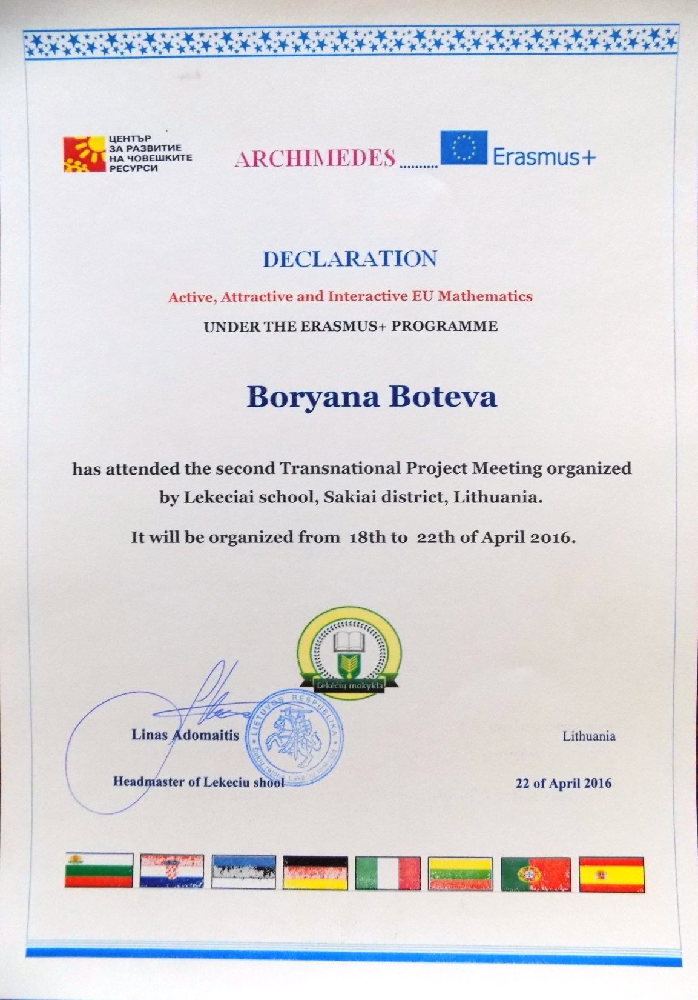 ЦЕНТЪР
ЗА РАЗВИТИЕ
НА ЧОВЕШКИТЕ
РЕСУРСИ
ARCHIMEDES..........
Erasmus+
DECLARATION
Active, Attractive and Interactive EU Mathematics
UNDER THE ERASMUS+ PROGRAMME
Boryana Boteva
has attended the second Transnational Project Meeting organized
by Lekeciai school, Sakiai district, Lithuania.
It will be organized from 18th to 22th of April 2016.
Lekėčių mokykla
LIETUVOS RESPUBLIKA
Šakių rajono Lekėčių mokykla
Linas Adomaitis
Lithuania
Headmaster of Lekeciu shool
22 of April 2016